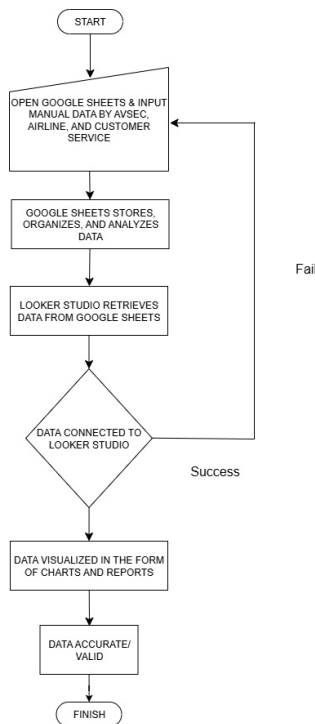 START
OPEN GOOGLE SHEETS & INPUT
MANUAL DATA BY AVSEC,
AIRLINE, AND CUSTOMER
SERVICE
GOOGLE SHEETS STORES,
ORGANIZES, AND ANALYZES
DATA
Fail
LOOKER STUDIO RETRIEVES
DATA FROM GOOGLE SHEETS
DATA CONNECTED TO
LOOKER STUDIO
Success
DATA VISUALIZED IN THE FORM
OF CHARTS AND REPORTS
DATA ACCURATE/
VALID
FINISH